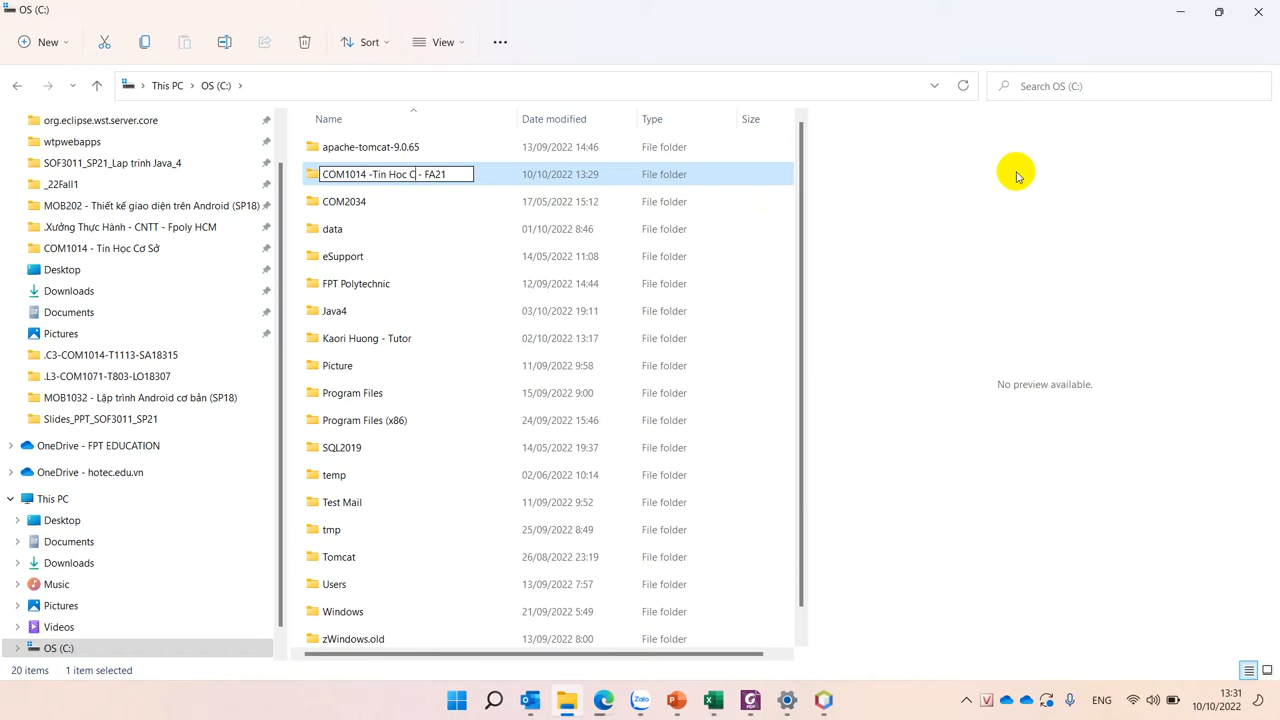 OS (C:)
New
Sort
View
This PC
OS (C:)
Search OS (C:)
org.eclipse.wst.server.core
wtpwebapps
SOF3011_SP21_Lap trinh Java_4
_22Fall1
MOB202 - Thiết kế giao diện trên Android (SP18)
.Xưởng Thực Hành - CNTT - Fpoly HCM
COM1014 - Tin Học Cơ Sở
Desktop
Downloads
Documents
Pictures
.C3-COM1014-T1113-SA18315
.L3-COM1071-T803-LO18307
MOB1032 - Lập trình Android cơ bản (SP18)
Slides_PPT_SOF3011_SP21
OneDrive - FPT EDUCATION
OneDrive - hotec.edu.vn
This PC
Desktop
Documents
Downloads
Music
Pictures
Videos
OS (C:)
Name Date modified Type Size
apache-tomcat-9.0.65 13/09/2022 14:46 File folder
COM1014 -Tin Hoc C - FA21 10/10/2022 13:29 File folder
COM2034 17/05/2022 15:12 File folder
data 01/10/2022 8:46 File folder
eSupport 14/05/2022 11:08 File folder
FPT Polytechnic 12/09/2022 14:44 File folder
Java4 03/10/2022 19:11 File folder
Kaori Huong - Tutor 02/10/2022 13:17 File folder
Picture 11/09/2022 9:58 File folder
Program Files 15/09/2022 9:00 File folder
Program Files (x86) 24/09/2022 15:46 File folder
SQL2019 14/05/2022 19:37 File folder
temp 02/06/2022 10:14 File folder
Test Mail 11/09/2022 9:52 File folder
tmp 25/09/2022 8:49 File folder
Tomcat 26/08/2022 23:19 File folder
Users 13/09/2022 7:57 File folder
Windows 21/09/2022 5:49 File folder
zWindows.old 13/09/2022 8:00 File folder
No preview available.
20 items 1 item selected
Zalo
PDF
ENG
13:31
10/10/2022